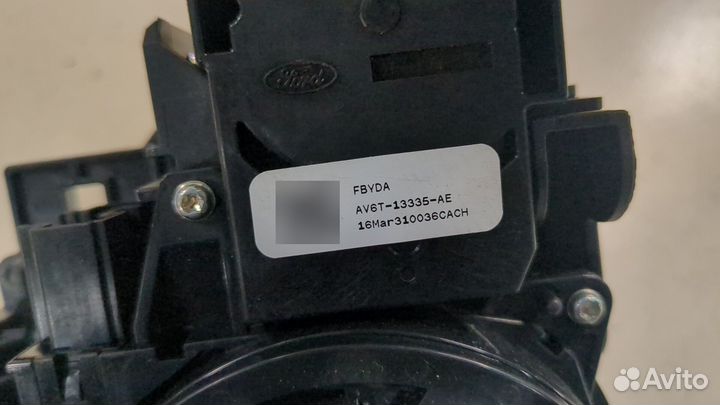 Ford
FBYDA
AV6T-13335-AE
16Mar310036CACH
Avito